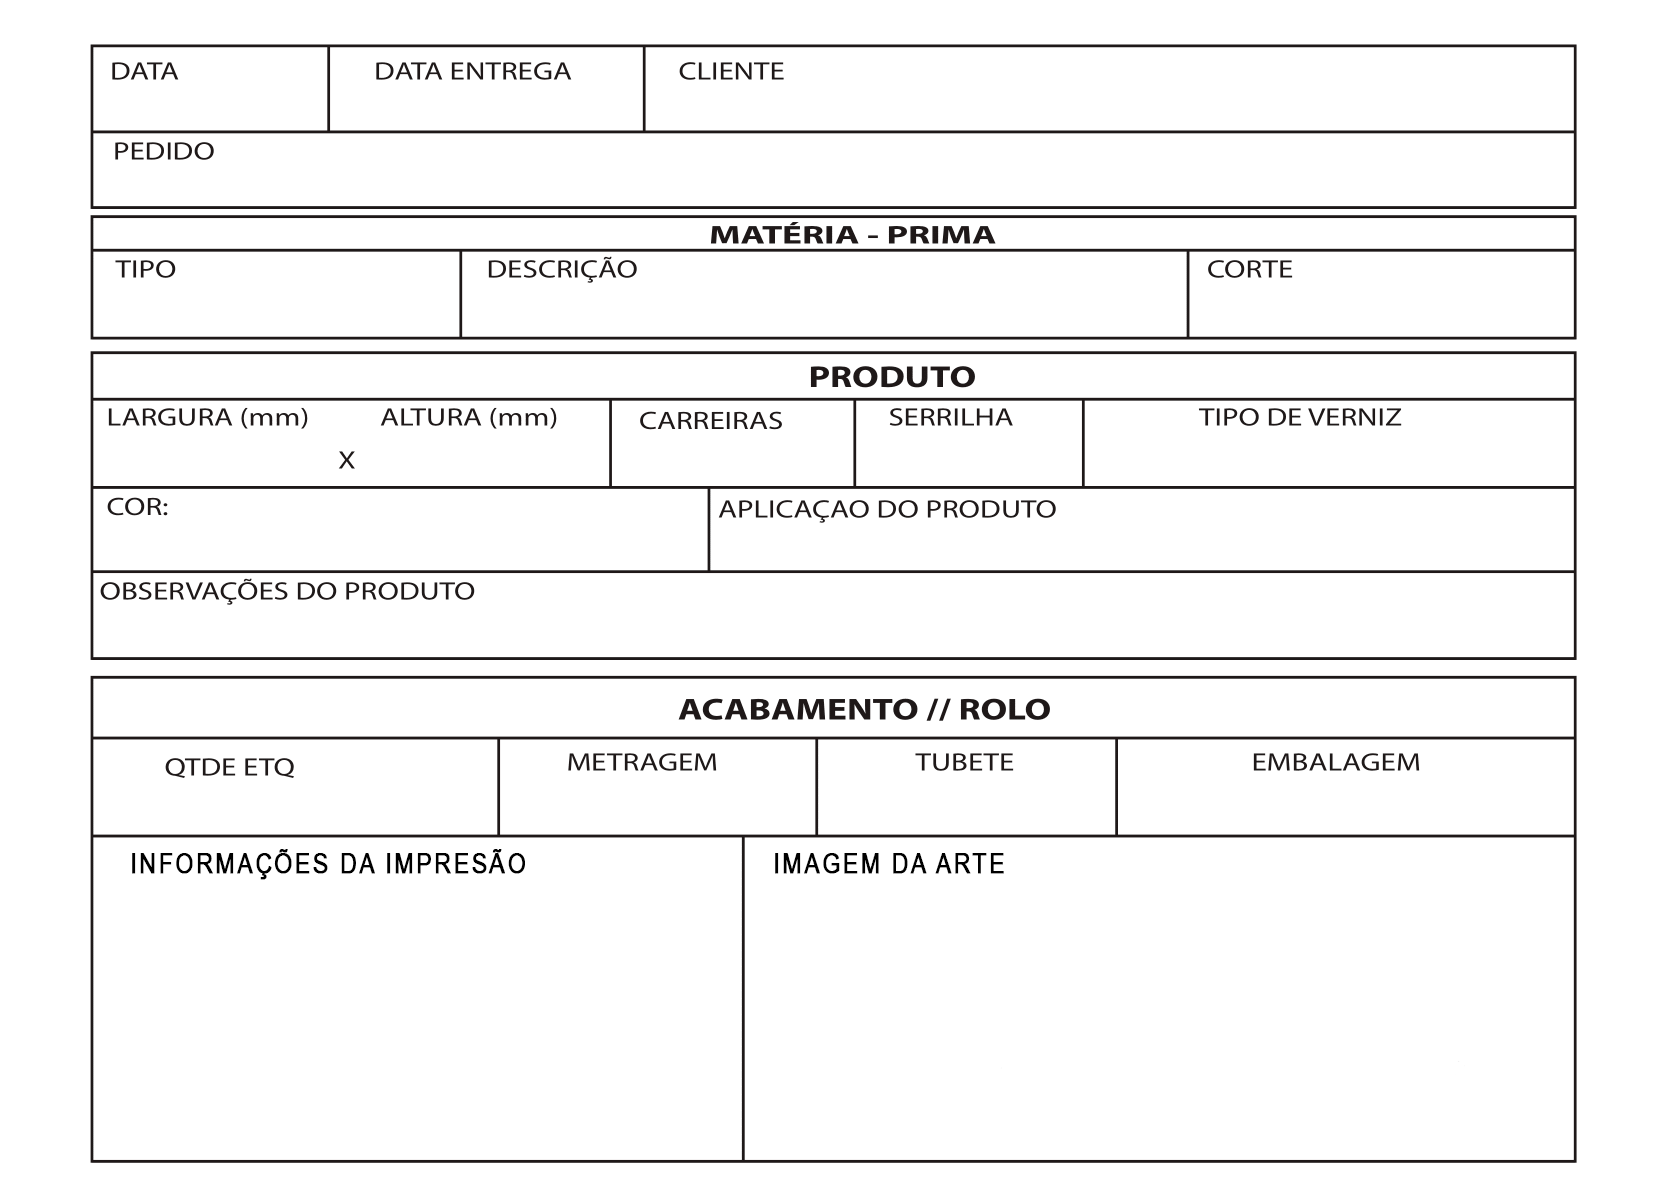 DATA DATA ENTREGA CLIENTE
PEDIDO
MATÉRIA - PRIMA
TIPO DESCRIÇÃO CORTE
PRODUTO
LARGURA (mm) ALTURA (mm) CARREIRAS SERRILHA TIPO DE VERNIZ
X
COR: APLICAÇAO DO PRODUTO
OBSERVAÇÕES DO PRODUTO
ACABAMENTO // ROLO
QTDE ETQ METRAGEM TUBETE EMBALAGEM
INFORMAÇÕES DA IMPRESÃO IMAGEM DA ARTE